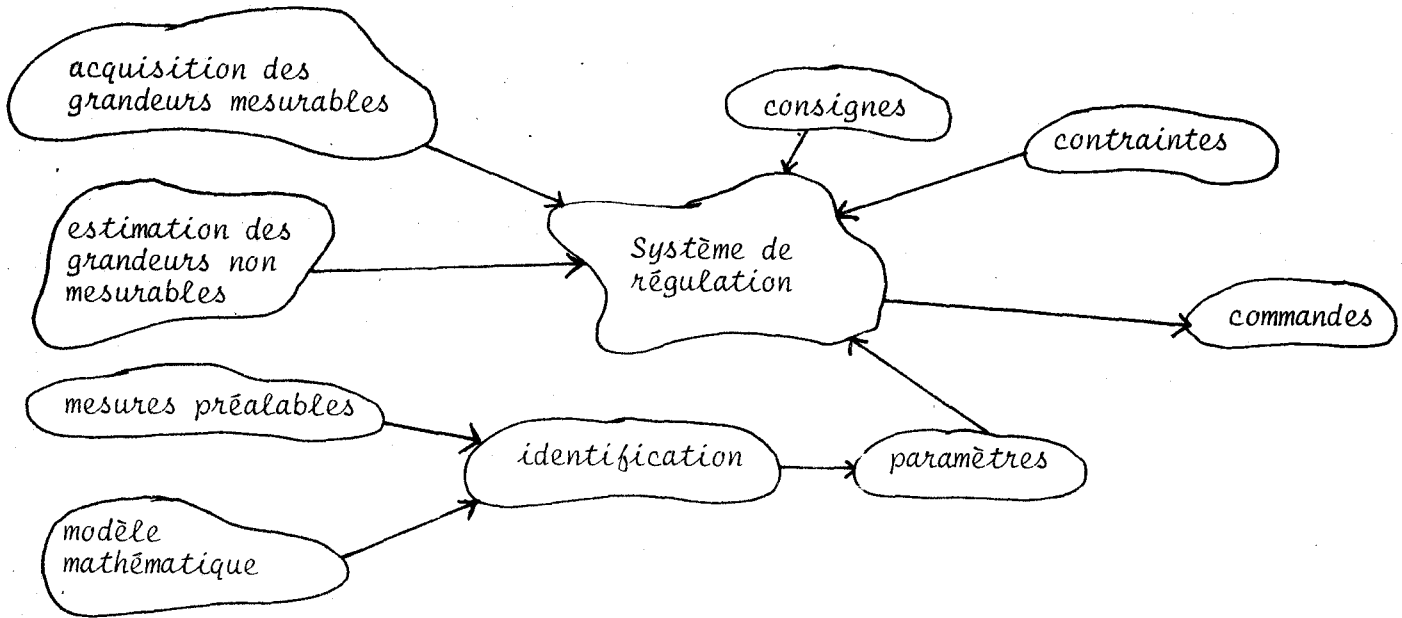 acquisition des
grandeurs mesurables
consignes
contraintes
estimation des
grandeurs non
mesurables
Système de
régulation
commandes
mesures préalables
identification
paramètres
modèle
mathématique